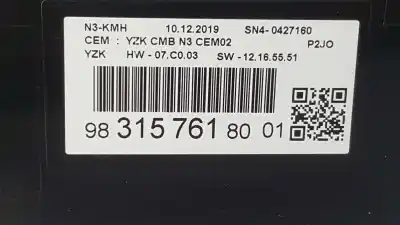 N3-KMH 10.12.2019 SN4- 0427160
CEM : YZK CMB N3 CEM02 P2JO
YZK HW - 07.C0.03 SW - 12.16.55.51
98 315 761 80 01